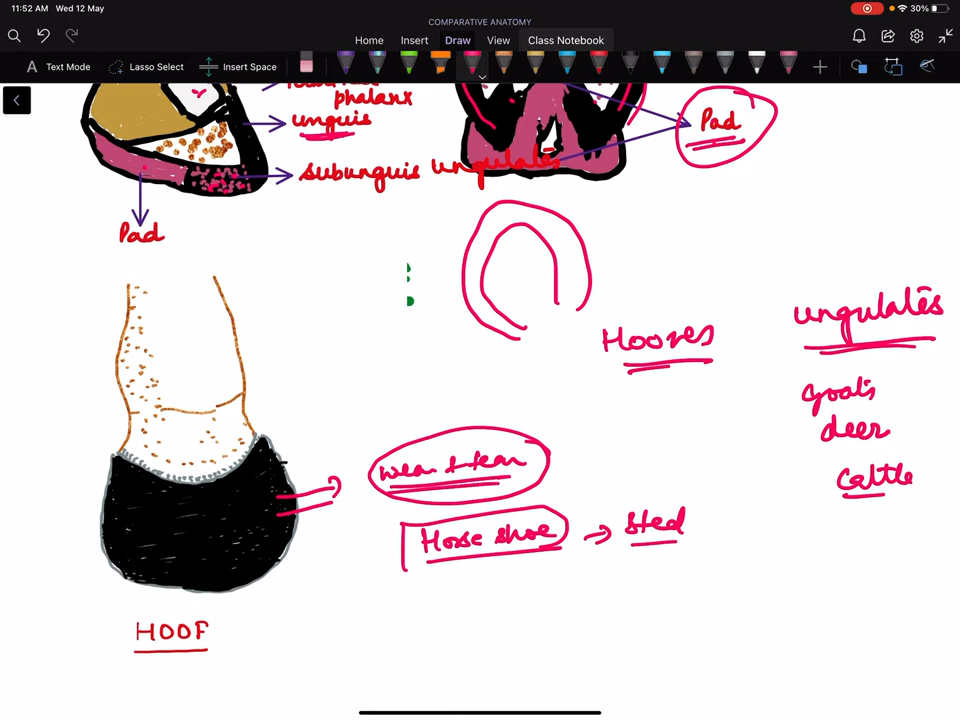 11:52 AM Wed 12 May
30%
COMPARATIVE ANATOMY
Home Insert Draw View Class Notebook
Text Mode Lasso Select Insert Space
phalanx
unguis
subunguis
ungulates
Pad
Pad
Hooves
ungulates
goats
deer
cattle
wear & tear
Horse shoe → Steel
HOOF